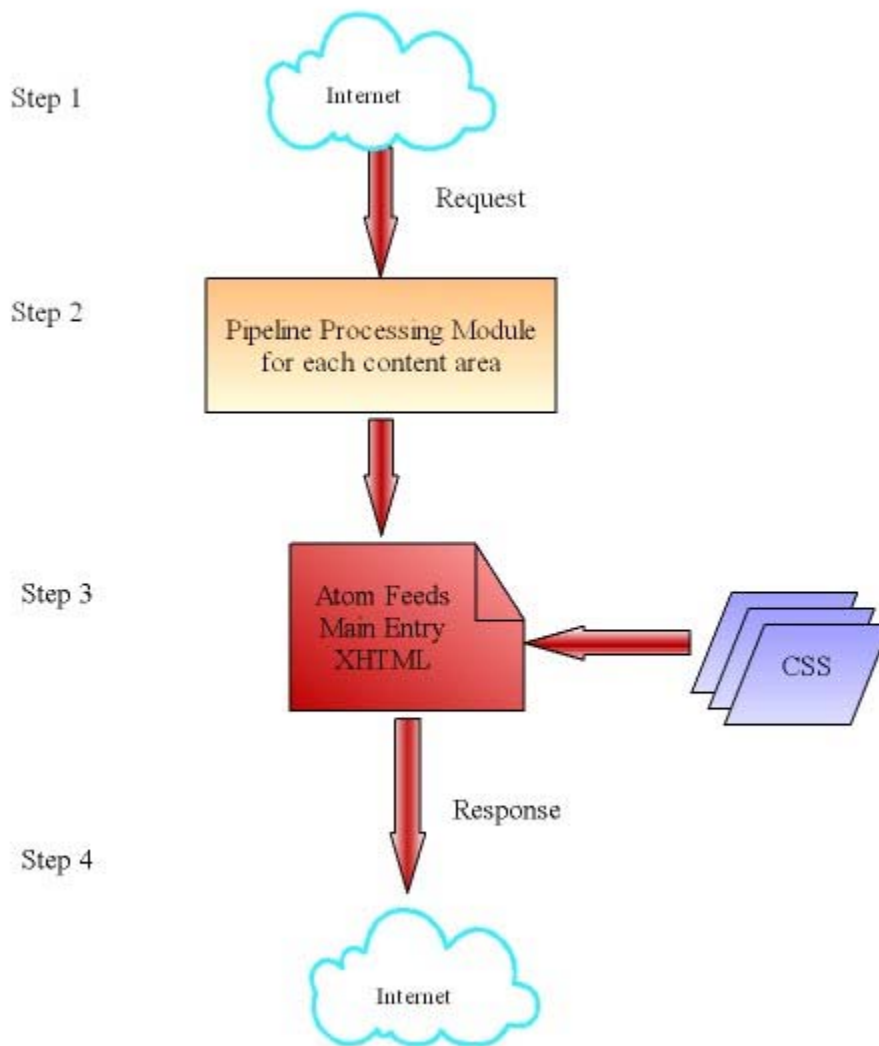 Step 1
Internet
Request
Step 2
Pipeline Processing Module
for each content area
Step 3
Atom Feeds
Main Entry
XHTML
CSS
Response
Step 4
Internet